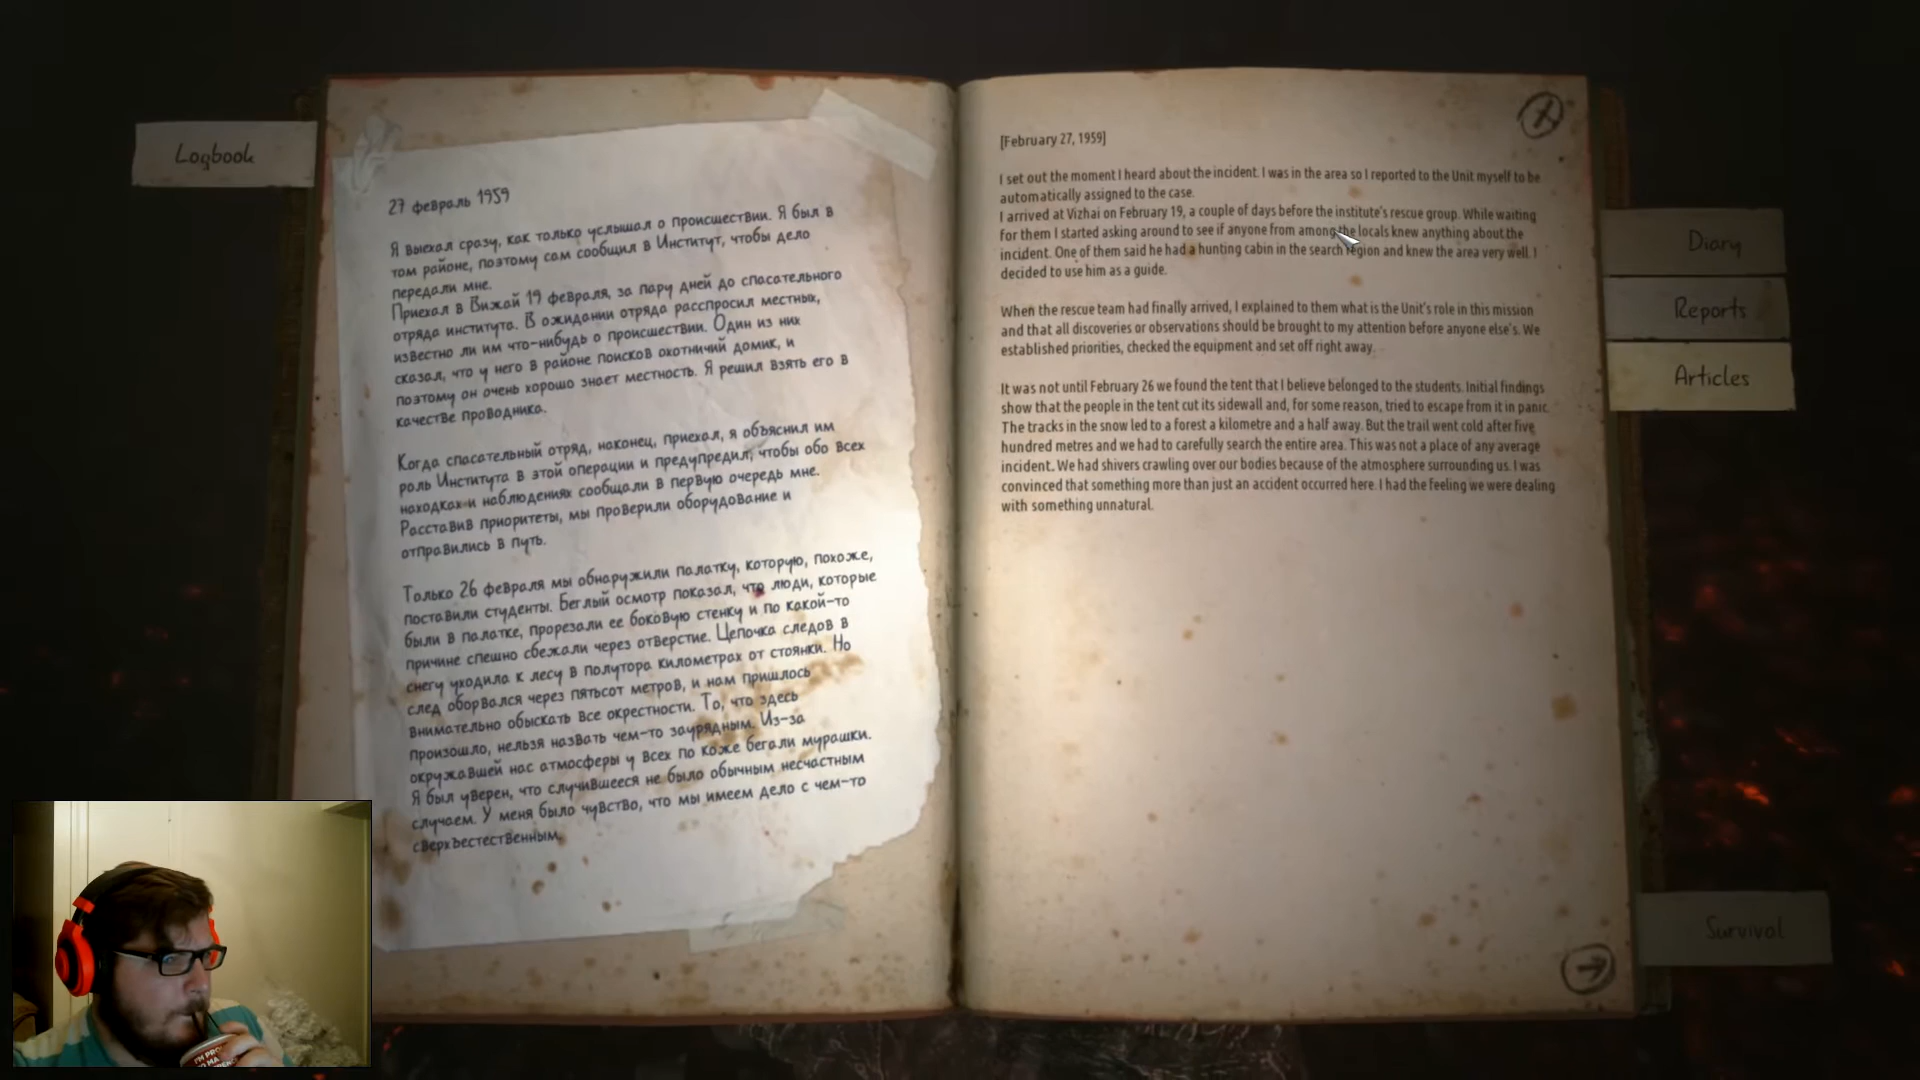 Logbook
27 февраль 1959
Я выехал сразу, как только услышал о происшествии. Я был в
том районе, поэтому сам сообщил в Институт, чтобы дело
передали мне.
Приехал в Вижай 19 февраля, за пару дней до спасательного
отряда института. В ожидании отряда расспросил местных,
известно ли им что-нибудь о происшествии. Один из них
сказал, что у него в районе поисков охотничий домик, и
поэтому он очень хорошо знает местность. Я решил взять его в
качестве проводника.
Когда спасательный отряд, наконец, приехал, я объяснил им
роль Института в этой операции и предупредил, чтобы обо всех
находках и наблюдениях сообщали в первую очередь мне.
Расставив приоритеты, мы проверили оборудование и
отправились в путь.
Только 26 февраля мы обнаружили палатку, которую, похоже,
поставили студенты. Беглый осмотр показал, что люди, которые
были в палатке, прорезали ее боковую стенку и по какой-то
причине спешно сбежали через отверстие. Цепочка следов в
снегу уходила к лесу в полутора километрах от стоянки. Но
след оборвался через пятьсот метров, и нам пришлось
внимательно обыскать все окрестности. То, что здесь
произошло, нельзя назвать чем-то заурядным. Из-за
окружавшей нас атмосферы у всех по коже бегали мурашки.
Я был уверен, что случившееся не было обычным несчастным
случаем. У меня было чувство, что мы имеем дело с чем-то
сверхъестественным.
[February 27, 1959]
I set out the moment I heard about the incident. I was in the area so I reported to the Unit myself to be
automatically assigned to the case.
I arrived at Vizhai on February 19, a couple of days before the institute's rescue group. While waiting
for them I started asking around to see if anyone from among the locals knew anything about the
incident. One of them said he had a hunting cabin in the search region and knew the area very well. I
decided to use him as a guide.
When the rescue team had finally arrived, I explained to them what is the Unit's role in this mission
and that all discoveries or observations should be brought to my attention before anyone else's. We
established priorities, checked the equipment and set off right away.
It was not until February 26 we found the tent that I believe belonged to the students. Initial findings
show that the people in the tent cut its sidewall and, for some reason, tried to escape from it in panic.
The tracks in the snow led to a forest a kilometre and a half away. But the trail went cold after five
hundred metres and we had to carefully search the entire area. This was not a place of any average
incident. We had shivers crawling over our bodies because of the atmosphere surrounding us. I was
convinced that something more than just an accident occurred here. I had the feeling we were dealing
with something unnatural.
Diary
Reports
Articles
Survival